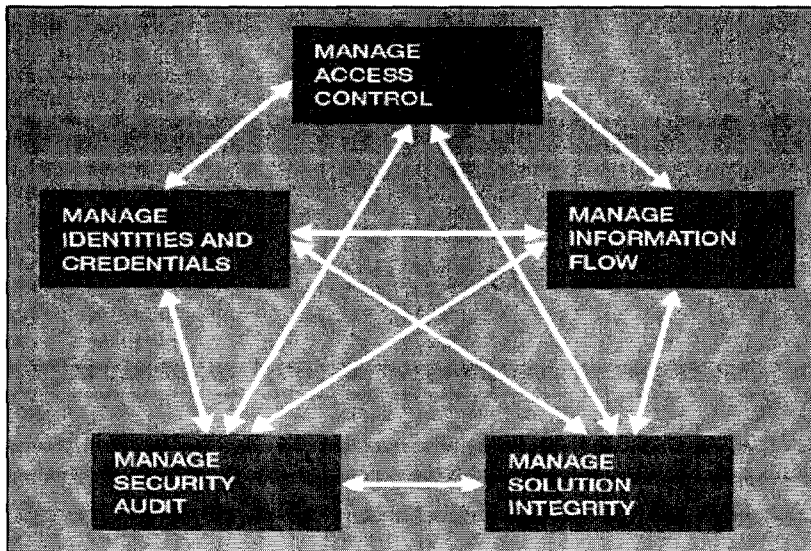 MANAGE
ACCESS
CONTROL
MANAGE
IDENTITIES AND
CREDENTIALS
MANAGE
INFORMATION
FLOW
MANAGE
SECURITY
AUDIT
MANAGE
SOLUTION
INTEGRITY